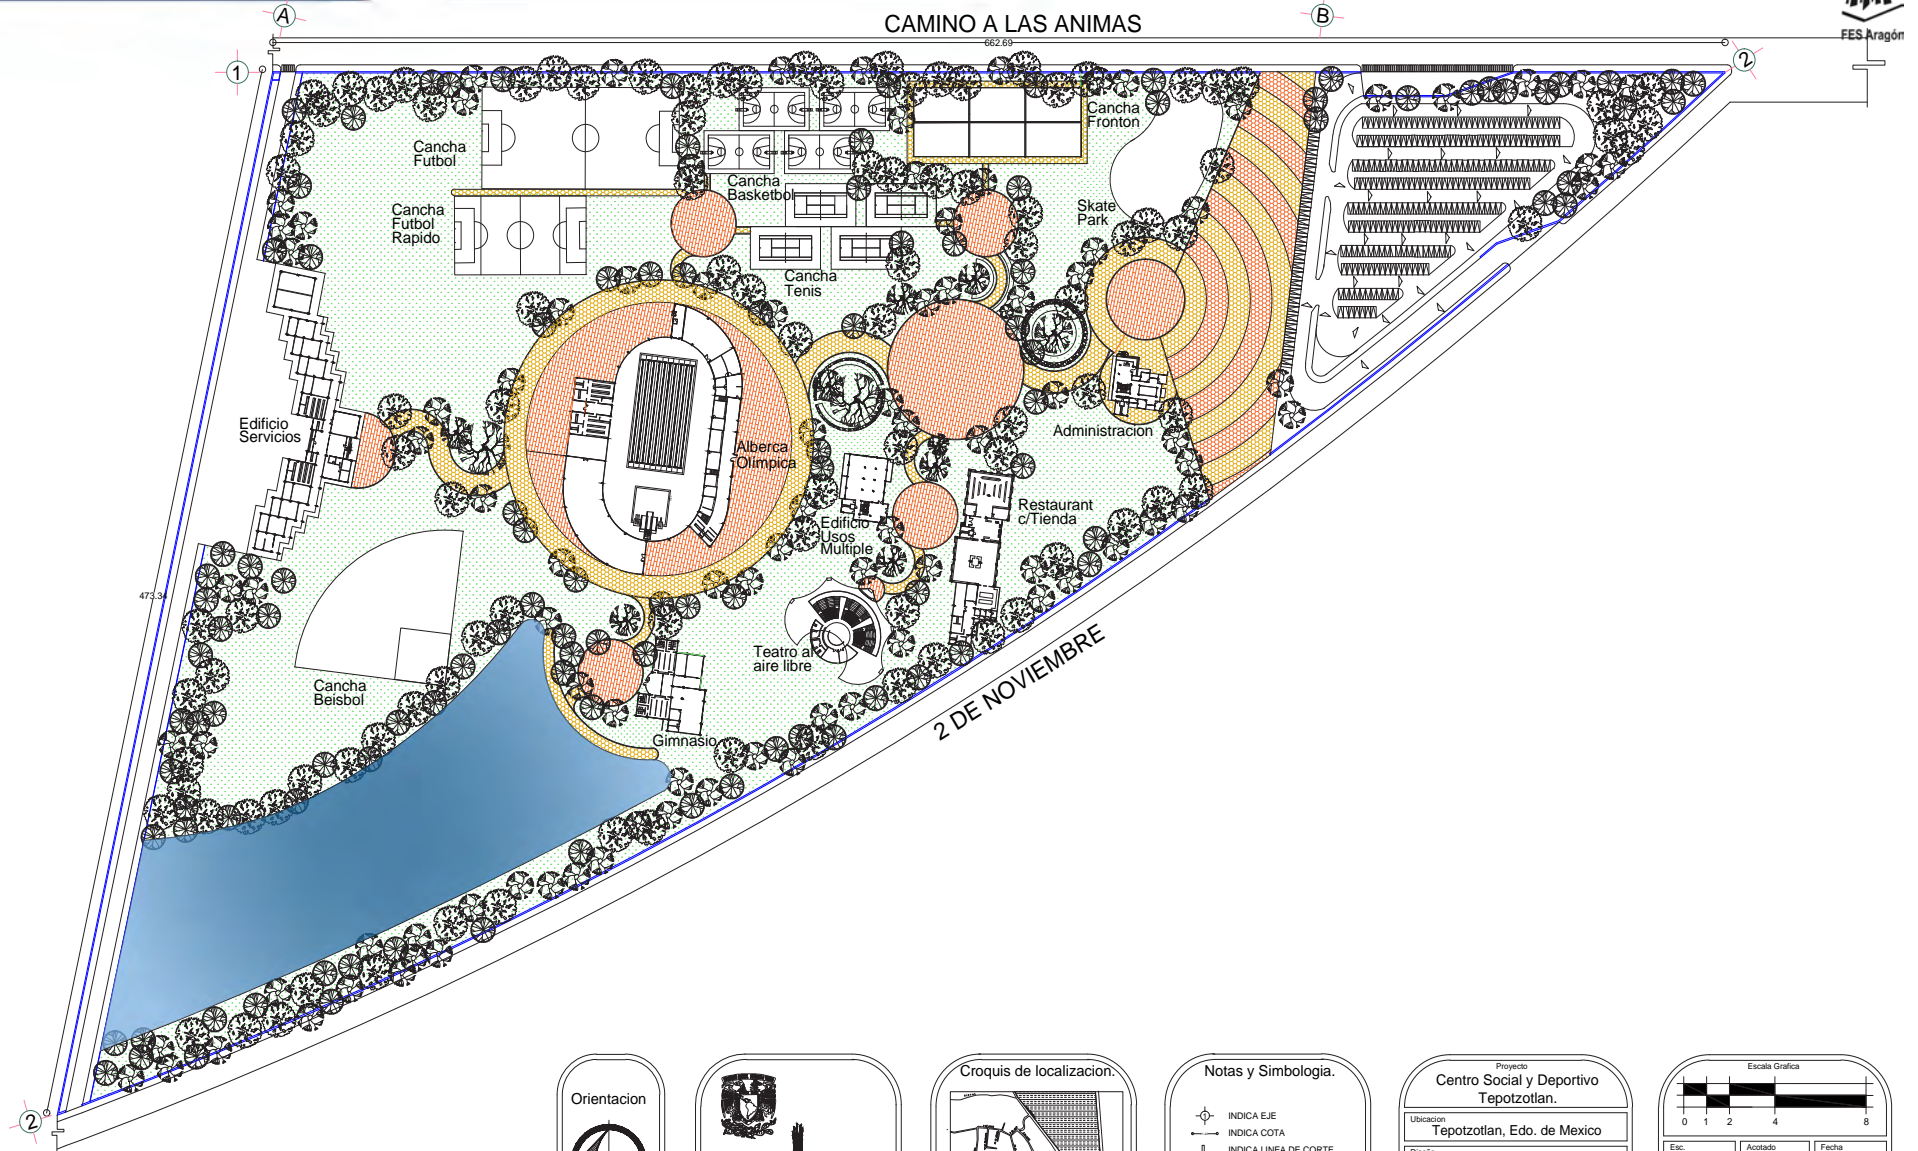 A
B
CAMINO A LAS ANIMAS
662.69
FES Aragón
1
2
Cancha
Futbol
Cancha
Fronton
Cancha
Basketbol
Cancha
Futbol
Rapido
Skate
Park
Cancha
Tenis
Edificio
Servicios
Administracion
Alberca
Olimpica
Restaurant
c/Tienda
Edificio
Usos
Multiple
473.34
Teatro al
aire libre
2 DE NOVIEMBRE
Cancha
Beisbol
Gimnasio
2
Orientacion
Croquis de localizacion.
Notas y Simbologia.
INDICA EJE
INDICA COTA
INDICA LINEA DE CORTE
Proyecto
Centro Social y Deportivo
Tepotzotlan.
Ubicacion
Tepotzotlan, Edo. de Mexico
Escala Grafica
0 1 2 4 8
Esc.
Acotado
Fecha